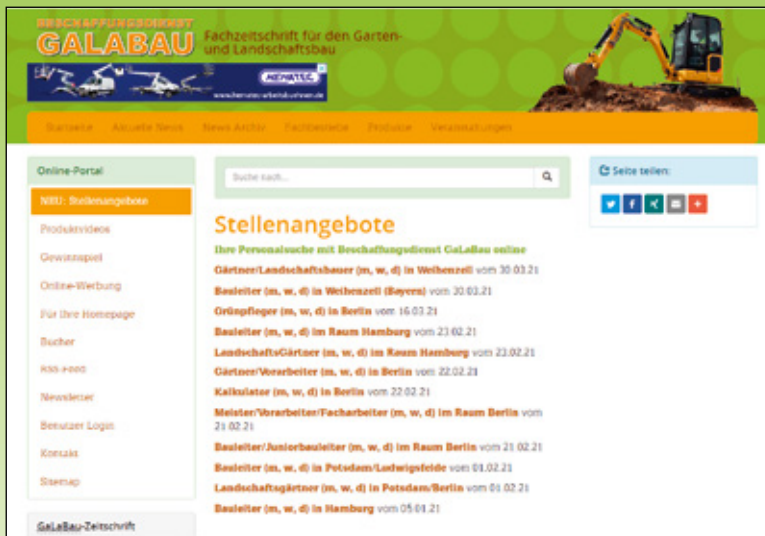 BESCHAFFUNGSDIENST
GALABAU
Fachzeitschrift für den Garten-
und Landschaftsbau
HEMATEC
www.hematec-arbeitsbuehnen.de
Startseite Aktuelle News News Archiv Fachbetriebe Produkte Veranstaltungen
Online-Portal
NEU: Stellenangebote
Produktvideos
Gewinnspiel
Online-Werbung
Für Ihre Homepage
Bücher
RSS-Feed
Newsletter
Benutzer Login
Kontakt
Sitemap
GaLaBau-Zeitschrift
Suche nach...
Stellenangebote
Ihre Personalsuche mit Beschaffungsdienst GaLaBau online
Gärtner/Landschaftsbauer (m, w, d) in Weihenzell vom 30.03.21
Bauleiter (m, w, d) in Weihenzell (Bayern) vom 30.03.21
Grünpfleger (m, w, d) in Berlin vom 16.03.21
Bauleiter (m, w, d) im Raum Hamburg vom 23.02.21
LandschaftsGärtner (m, w, d) im Raum Hamburg vom 23.02.21
Gärtner/Vorarbeiter (m, w, d) in Berlin vom 22.02.21
Kalkulator (m, w, d) in Berlin vom 22.02.21
Meister/Vorarbeiter/Facharbeiter (m, w, d) im Raum Berlin vom
21.02.21
Bauleiter/Juniorbauleiter (m, w, d) im Raum Berlin vom 21.02.21
Bauleiter (m, w, d) in Potsdam/Ludwigsfelde vom 01.02.21
Landschaftsgärtner (m, w, d) in Potsdam/Berlin vom 01.02.21
Bauleiter (m, w, d) in Hamburg vom 05.01.21
Seite teilen: